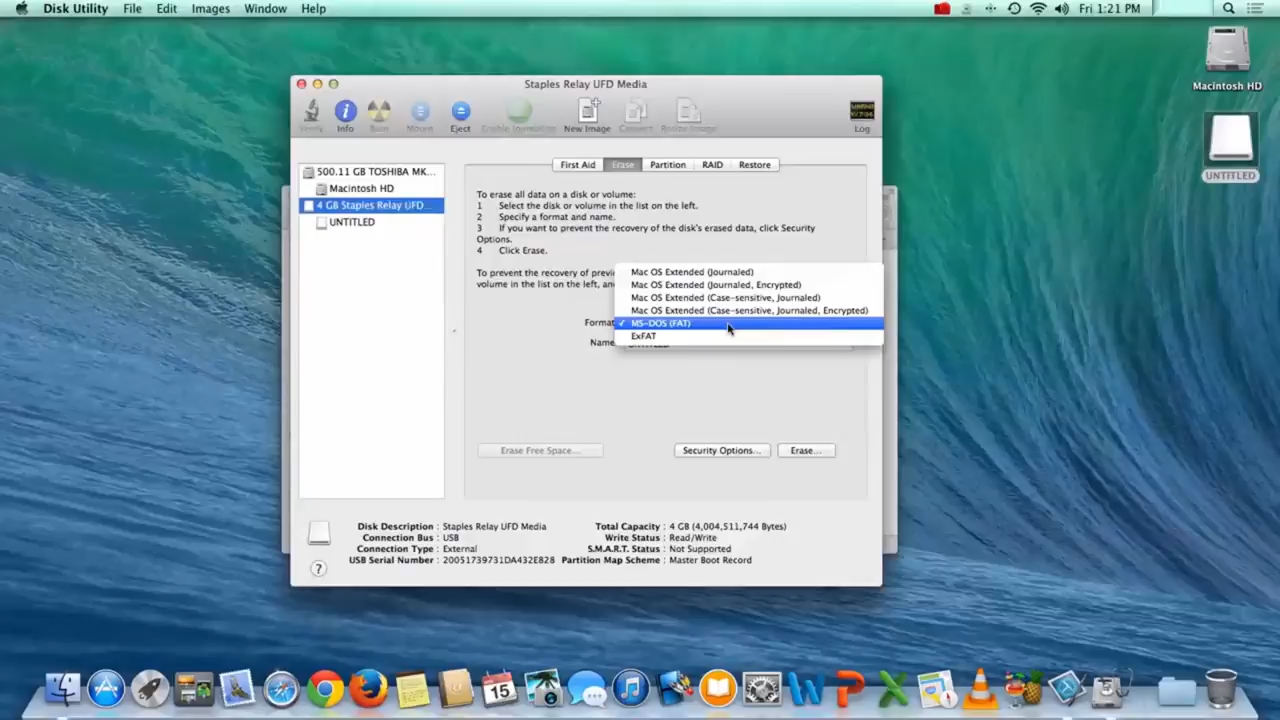 Disk Utility File Edit Images Window Help Fri 1:21 PM
Macintosh HD
UNTITLED
Staples Relay UFD Media
Verify Info Burn Mount Eject Enable Journaling New Image Convert Resize Image Log
500.11 GB TOSHIBA MK...
Macintosh HD
4 GB Staples Relay UFD...
UNTITLED
First Aid Erase Partition RAID Restore
To erase all data on a disk or volume:
1 Select the disk or volume in the list on the left.
2 Specify a format and name.
3 If you want to prevent the recovery of the disk's erased data, click Security
Options.
4 Click Erase.
To prevent the recovery of previ
volume in the list on the left, an
Mac OS Extended (Journaled)
Mac OS Extended (Journaled, Encrypted)
Mac OS Extended (Case-sensitive, Journaled)
Mac OS Extended (Case-sensitive, Journaled, Encrypted)
Format ✓ MS-DOS (FAT)
ExFAT
Name UNTITLED
Erase Free Space... Security Options... Erase...
Disk Description : Staples Relay UFD Media
Connection Bus : USB
Connection Type : External
USB Serial Number : 20051739731DA432E828
Total Capacity : 4 GB (4,004,511,744 Bytes)
Write Status : Read/Write
S.M.A.R.T. Status : Not Supported
Partition Map Scheme : Master Boot Record
?
15